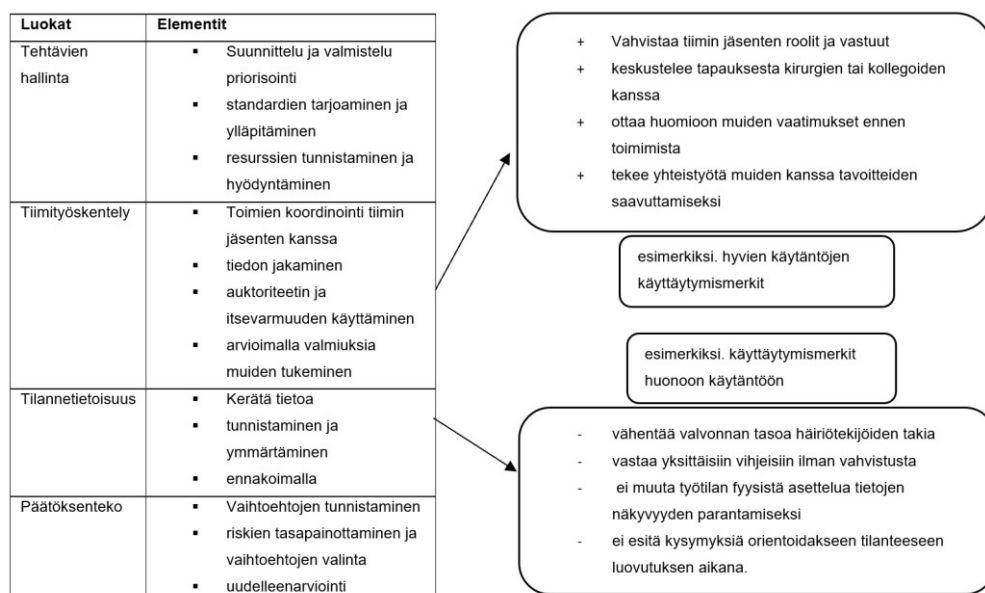 Luokat
Elementit
Tehtävien
hallinta
▪ Suunnittelu ja valmistelu
priorisointi
▪ standardien tarjoaminen ja
ylläpitäminen
▪ resurssien tunnistaminen ja
hyödyntäminen
Tiimityöskentely
▪ Toimien koordinointi tiimin
jäsenten kanssa
▪ tiedon jakaminen
▪ auktoriteetin ja
itsevarmuuden käyttäminen
▪ arvioimalla valmiuksia
muiden tukeminen
Tilannetietoisuus
▪ Kerätä tietoa
▪ tunnistaminen ja
ymmärtäminen
▪ ennakoimalla
Päätöksenteko
▪ Vaihtoehtojen tunnistaminen
▪ riskien tasapainottaminen ja
vaihtoehtojen valinta
▪ uudelleenarviointi
+ Vahvistaa tiimin jäsenten roolit ja vastuut
+ keskustelee tapauksesta kirurgien tai kollegoiden
kanssa
+ ottaa huomioon muiden vaatimukset ennen
toimimista
+ tekee yhteistyötä muiden kanssa tavoitteiden
saavuttamiseksi
esimerkiksi. hyvien käytäntöjen
käyttäytymismerkit
esimerkiksi. käyttäytymismerkit
huonoon käytäntöön
- vähentää valvonnan tasoa häiriötekijöiden takia
- vastaa yksittäisiin vihjeisiin ilman vahvistusta
- ei muuta työtilan fyysistä asettelua tietojen
näkyvyyden parantamiseksi
- ei esitä kysymyksiä orientoidakseen tilanteeseen
luovutuksen aikana.